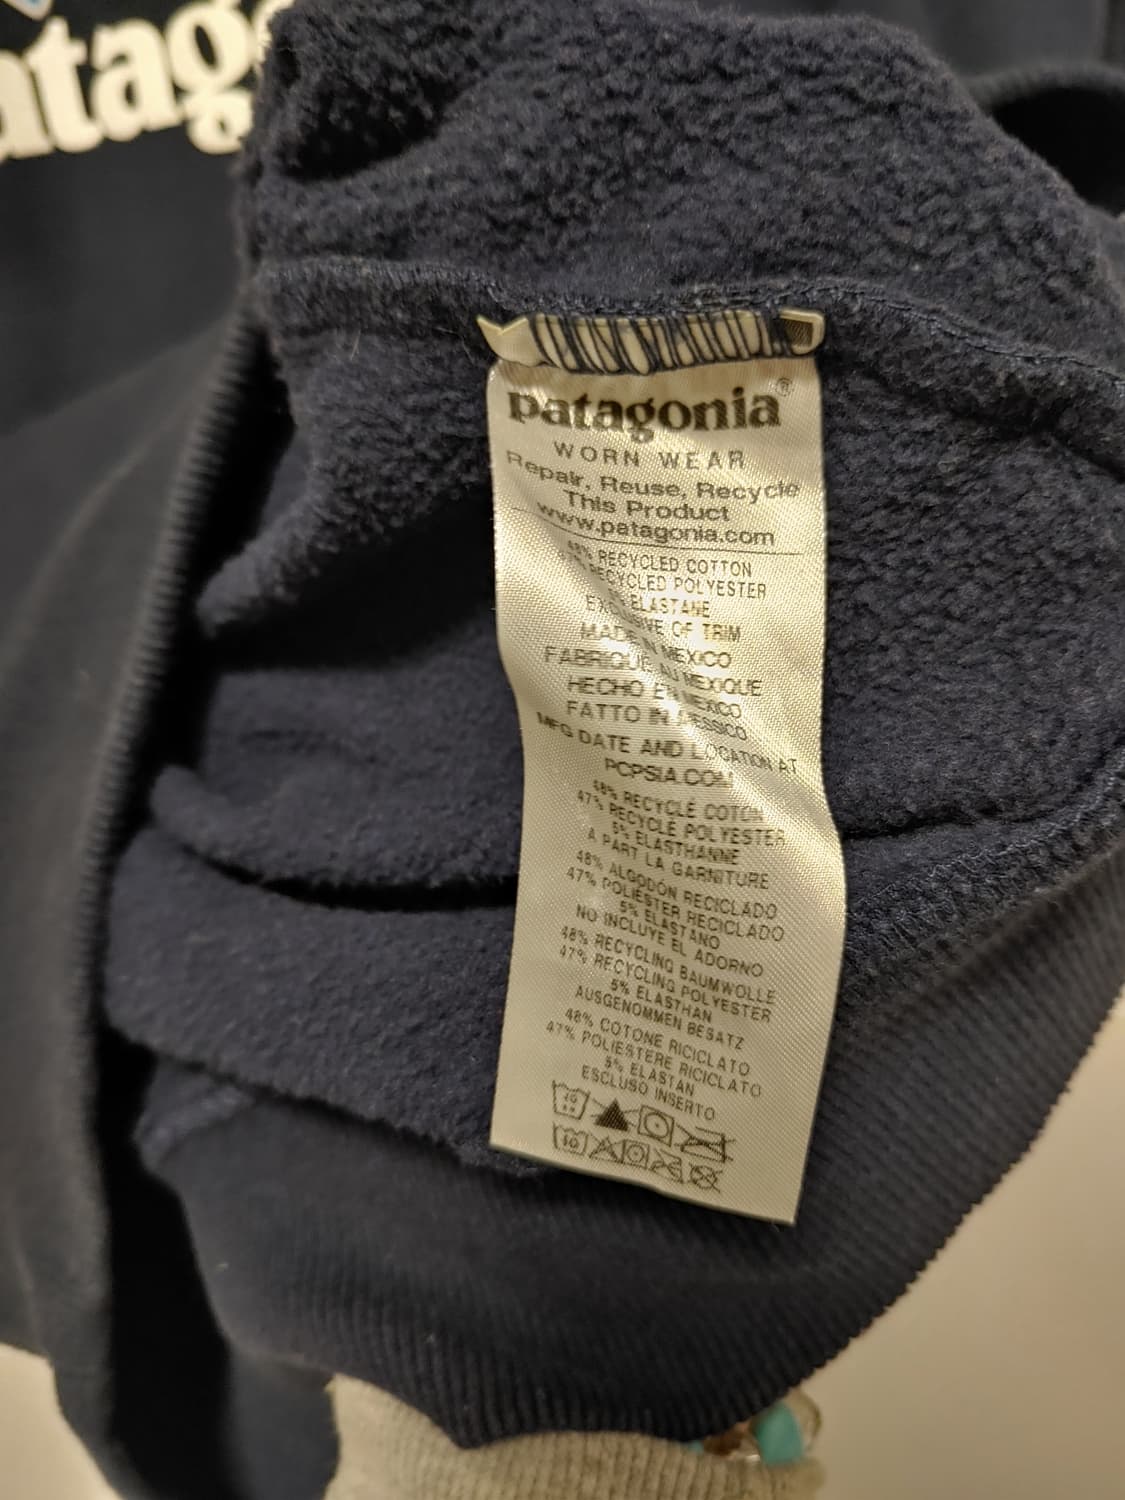 atag
patagonia®
WORN WEAR
Repair, Reuse, Recycle
This Product
www.patagonia.com
48% RECYCLED COTTON
RECYCLED POLYESTER
ELASTANE
OF TRIM
MADE IN MEXICO
FABRIQUÉ AU MEXIQUE
HECHO EN MEXICO
FATTO IN MESSICO
MFG DATE AND LOCATION AT
PCPSIA.COM
48% RECYCLÉ COTON
47% RECYCLÉ POLYESTER
5% ELASTHANNE
A PART LA GARNITURE
48% ALGODÓN RECICLADO
47% POLIÉSTER RECICLADO
5% ELASTANO
NO INCLUYE EL ADORNO
48% RECYCLING BAUMWOLLE
47% RECYCLING POLYESTER
5% ELASTHAN
AUSGENOMMEN BESATZ
48% COTONE RICICLATO
47% POLIESTERE RICICLATO
5% ELASTAN
ESCLUSO INSERTO